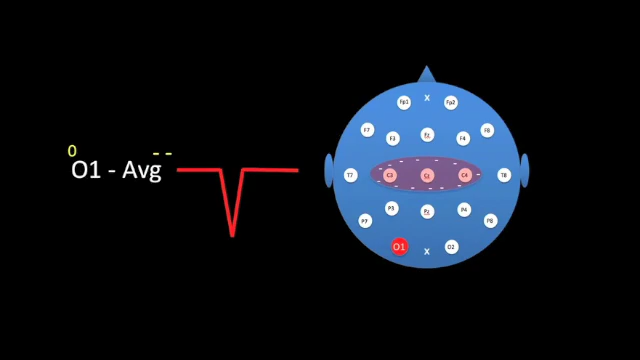 0 - -
O1 - Avg
X
Fp1 Fp2
F7 F3 Fz F4 F8
T7 C3 Cz C4 T8
P7 P3 Pz P4 P8
O1 X O2